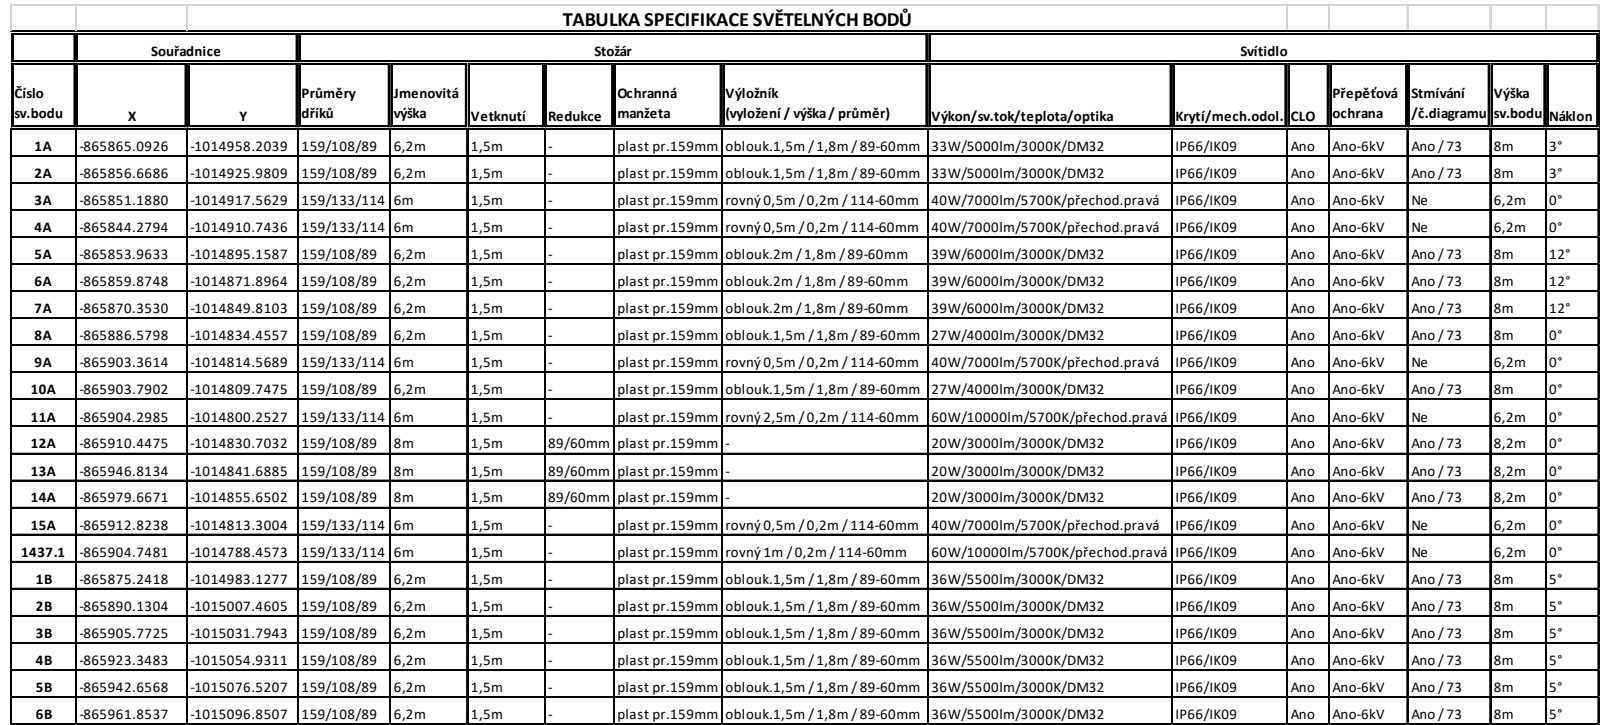 TABULKA SPECIFIKACE SVĚTELNÝCH BODŮ
Souřadnice Stožár Svítidlo
Číslo sv.bodu X Y Průměry dříků Jmenovitá výška Vetknutí Redukce Ochranná manžeta Výložník (vyložení / výška / průměr) Výkon/sv.tok/teplota/optika Krytí/mech.odol. CLO Přepěťová ochrana Stmívání /č.diagramu Výška sv.bodu Náklon
1A -865865.0926 -1014958.2039 159/108/89 6,2m 1,5m - plast pr.159mm oblouk.1,5m / 1,8m / 89-60mm 33W/5000lm/3000K/DM32 IP66/IK09 Ano Ano-6kV Ano / 73 8m 3°
2A -865856.6686 -1014925.9809 159/108/89 6,2m 1,5m - plast pr.159mm oblouk.1,5m / 1,8m / 89-60mm 33W/5000lm/3000K/DM32 IP66/IK09 Ano Ano-6kV Ano / 73 8m 3°
3A -865851.1880 -1014917.5629 159/133/114 6m 1,5m - plast pr.159mm rovný 0,5m / 0,2m / 114-60mm 40W/7000lm/5700K/přechod.pravá IP66/IK09 Ano Ano-6kV Ne 6,2m 0°
4A -865844.2794 -1014910.7436 159/133/114 6m 1,5m - plast pr.159mm rovný 0,5m / 0,2m / 114-60mm 40W/7000lm/5700K/přechod.pravá IP66/IK09 Ano Ano-6kV Ne 6,2m 0°
5A -865853.9633 -1014895.1587 159/108/89 6,2m 1,5m - plast pr.159mm oblouk.2m / 1,8m / 89-60mm 39W/6000lm/3000K/DM32 IP66/IK09 Ano Ano-6kV Ano / 73 8m 12°
6A -865859.8748 -1014871.8964 159/108/89 6,2m 1,5m - plast pr.159mm oblouk.2m / 1,8m / 89-60mm 39W/6000lm/3000K/DM32 IP66/IK09 Ano Ano-6kV Ano / 73 8m 12°
7A -865870.3530 -1014849.8103 159/108/89 6,2m 1,5m - plast pr.159mm oblouk.2m / 1,8m / 89-60mm 39W/6000lm/3000K/DM32 IP66/IK09 Ano Ano-6kV Ano / 73 8m 12°
8A -865886.5798 -1014834.4557 159/108/89 6,2m 1,5m - plast pr.159mm oblouk.1,5m / 1,8m / 89-60mm 27W/4000lm/3000K/DM32 IP66/IK09 Ano Ano-6kV Ano / 73 8m 0°
9A -865903.3614 -1014814.5689 159/133/114 6m 1,5m - plast pr.159mm rovný 0,5m / 0,2m / 114-60mm 40W/7000lm/5700K/přechod.pravá IP66/IK09 Ano Ano-6kV Ne 6,2m 0°
10A -865903.7902 -1014809.7475 159/108/89 6,2m 1,5m - plast pr.159mm oblouk.1,5m / 1,8m / 89-60mm 27W/4000lm/3000K/DM32 IP66/IK09 Ano Ano-6kV Ano / 73 8m 0°
11A -865904.2985 -1014800.2527 159/133/114 6m 1,5m - plast pr.159mm rovný 2,5m / 0,2m / 114-60mm 60W/10000lm/5700K/přechod.pravá IP66/IK09 Ano Ano-6kV Ne 6,2m 0°
12A -865910.4475 -1014830.7032 159/108/89 8m 1,5m 89/60mm plast pr.159mm - 20W/3000lm/3000K/DM32 IP66/IK09 Ano Ano-6kV Ano / 73 8,2m 0°
13A -865946.8134 -1014841.6885 159/108/89 8m 1,5m 89/60mm plast pr.159mm - 20W/3000lm/3000K/DM32 IP66/IK09 Ano Ano-6kV Ano / 73 8,2m 0°
14A -865979.6671 -1014855.6502 159/108/89 8m 1,5m 89/60mm plast pr.159mm - 20W/3000lm/3000K/DM32 IP66/IK09 Ano Ano-6kV Ano / 73 8,2m 0°
15A -865912.8238 -1014813.3004 159/133/114 6m 1,5m - plast pr.159mm rovný 0,5m / 0,2m / 114-60mm 40W/7000lm/5700K/přechod.pravá IP66/IK09 Ano Ano-6kV Ne 6,2m 0°
1437.1 -865904.7481 -1014788.4573 159/133/114 6m 1,5m - plast pr.159mm rovný 1m / 0,2m / 114-60mm 60W/10000lm/5700K/přechod.pravá IP66/IK09 Ano Ano-6kV Ne 6,2m 0°
1B -865875.2418 -1014983.1277 159/108/89 6,2m 1,5m - plast pr.159mm oblouk.1,5m / 1,8m / 89-60mm 36W/5500lm/3000K/DM32 IP66/IK09 Ano Ano-6kV Ano / 73 8m 5°
2B -865890.1304 -1015007.4605 159/108/89 6,2m 1,5m - plast pr.159mm oblouk.1,5m / 1,8m / 89-60mm 36W/5500lm/3000K/DM32 IP66/IK09 Ano Ano-6kV Ano / 73 8m 5°
3B -865905.7725 -1015031.7943 159/108/89 6,2m 1,5m - plast pr.159mm oblouk.1,5m / 1,8m / 89-60mm 36W/5500lm/3000K/DM32 IP66/IK09 Ano Ano-6kV Ano / 73 8m 5°
4B -865923.3483 -1015054.9311 159/108/89 6,2m 1,5m - plast pr.159mm oblouk.1,5m / 1,8m / 89-60mm 36W/5500lm/3000K/DM32 IP66/IK09 Ano Ano-6kV Ano / 73 8m 5°
5B -865942.6568 -1015076.5207 159/108/89 6,2m 1,5m - plast pr.159mm oblouk.1,5m / 1,8m / 89-60mm 36W/5500lm/3000K/DM32 IP66/IK09 Ano Ano-6kV Ano / 73 8m 5°
6B -865961.8537 -1015096.8507 159/108/89 6,2m 1,5m - plast pr.159mm oblouk.1,5m / 1,8m / 89-60mm 36W/5500lm/3000K/DM32 IP66/IK09 Ano Ano-6kV Ano / 73 8m 5°